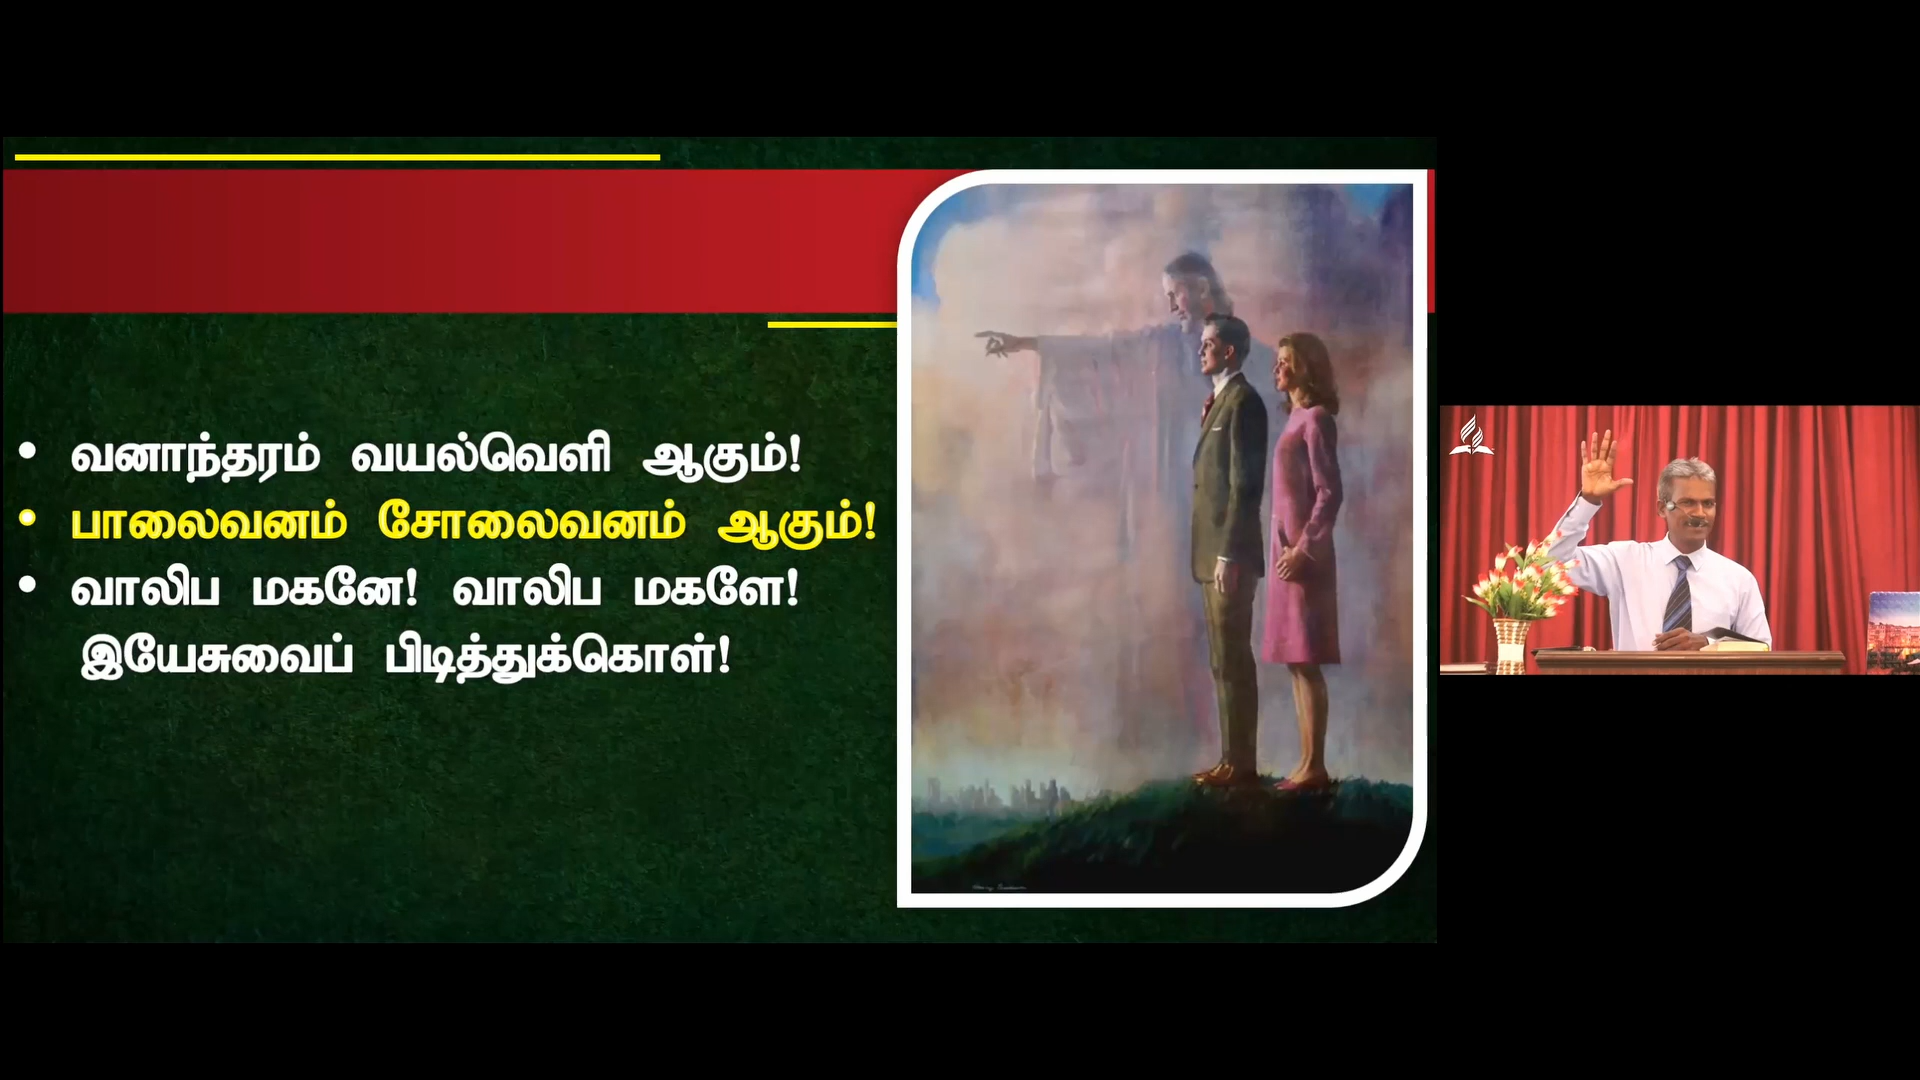 • வனாந்தரம் வயல்வெளி ஆகும்!
• பாலைவனம் சோலைவனம் ஆகும்!
• வாலிப மகனே! வாலிப மகளே!
இயேசுவைப் பிடித்துக்கொள்!